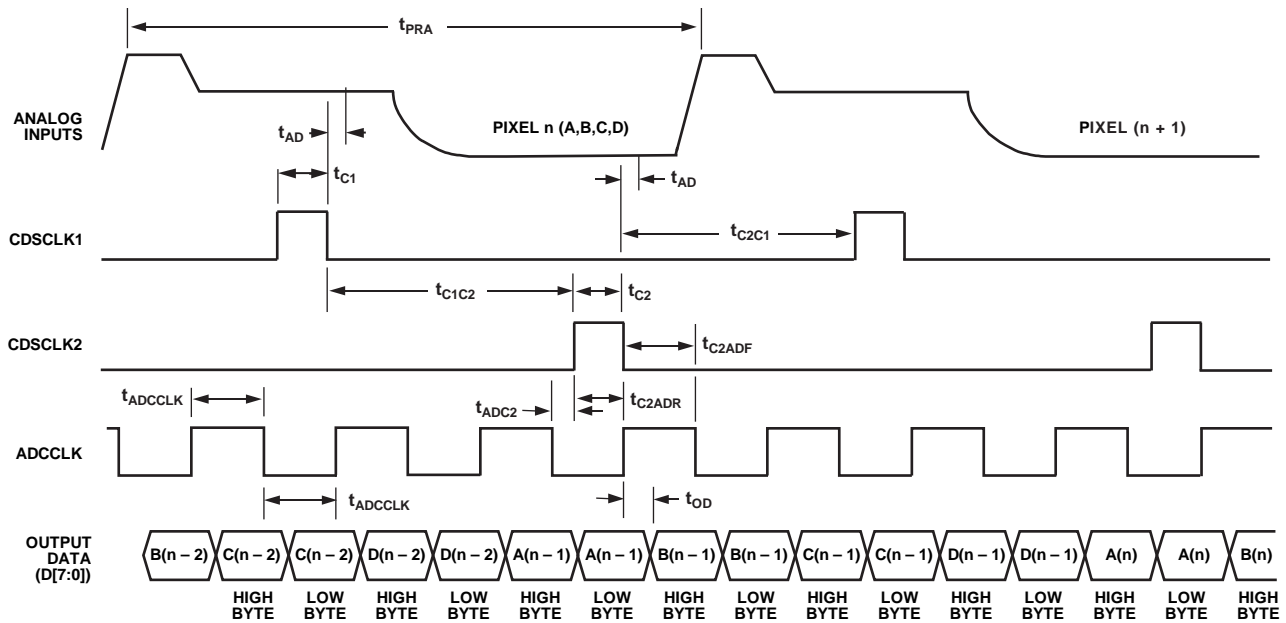 tPRA
ANALOG
INPUTS
tAD
PIXEL n (A,B,C,D)
PIXEL (n + 1)
tC1
tAD
CDSCLK1
tC2C1
tC1C2
tC2
CDSCLK2
tC2ADF
tADCCLK
tADC2
tC2ADR
ADCCLK
tADCCLK
tOD
OUTPUT
DATA
(D[7:0])
B(n – 2) C(n – 2) C(n – 2) D(n – 2) D(n – 2) A(n – 1) A(n – 1) B(n – 1) B(n – 1) C(n – 1) C(n – 1) D(n – 1) D(n – 1) A(n) A(n) B(n)
HIGH LOW HIGH LOW HIGH LOW HIGH LOW HIGH LOW HIGH LOW HIGH LOW HIGH
BYTE BYTE BYTE BYTE BYTE BYTE BYTE BYTE BYTE BYTE BYTE BYTE BYTE BYTE BYTE